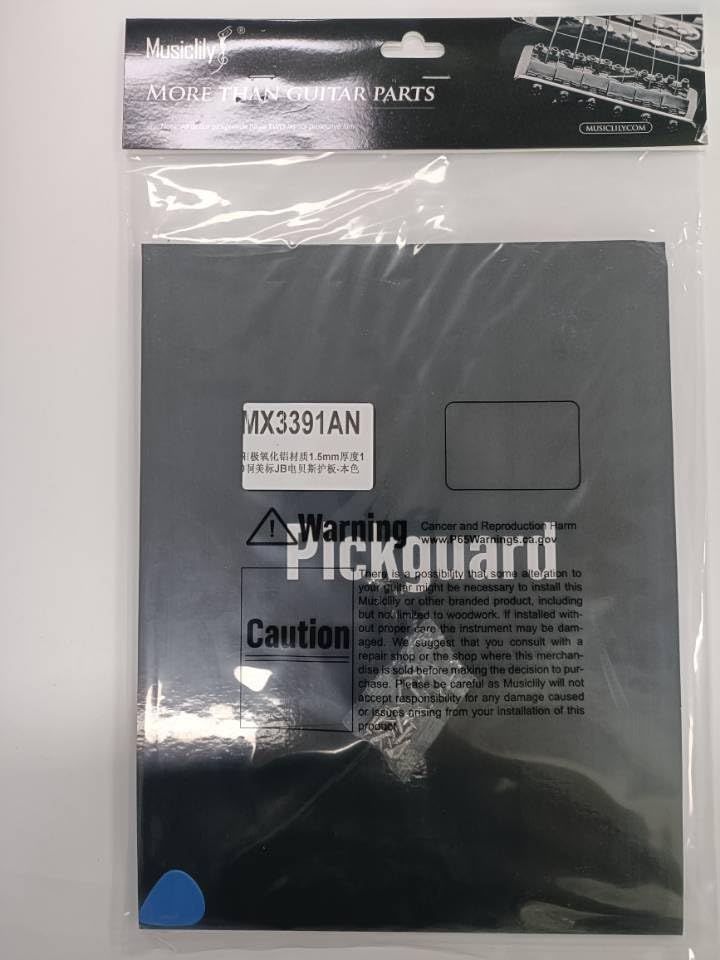 Musiclily®
MORE THAN GUITAR PARTS
MUSICLILY.COM
MX3391AN
极氧化铝材质1.5mm厚度1
美标JB电贝斯护板-本色
Warning
Cancer and Reproduction Harm
www.P65Warnings.ca.gov
Pickguard
Caution
There is a possibility that some alteration to
your guitar might be necessary to install this
Musiclily or other branded product, including
but not limited to woodwork. If installed with-
out proper care the instrument may be dam-
aged. We suggest that you consult with a
repair shop or the shop where this merchan-
dise is sold before making the decision to pur-
chase. Please be careful as Musiclily will not
accept responsibility for any damage caused
or issues arising from your installation of this
product.